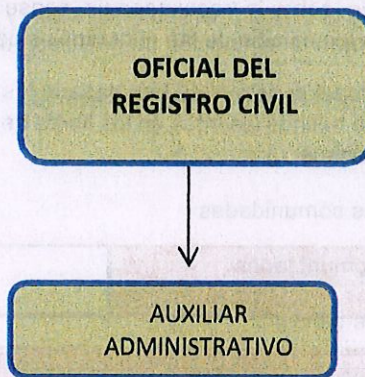 OFICIAL DEL
REGISTRO CIVIL
AUXILIAR
ADMINISTRATIVO